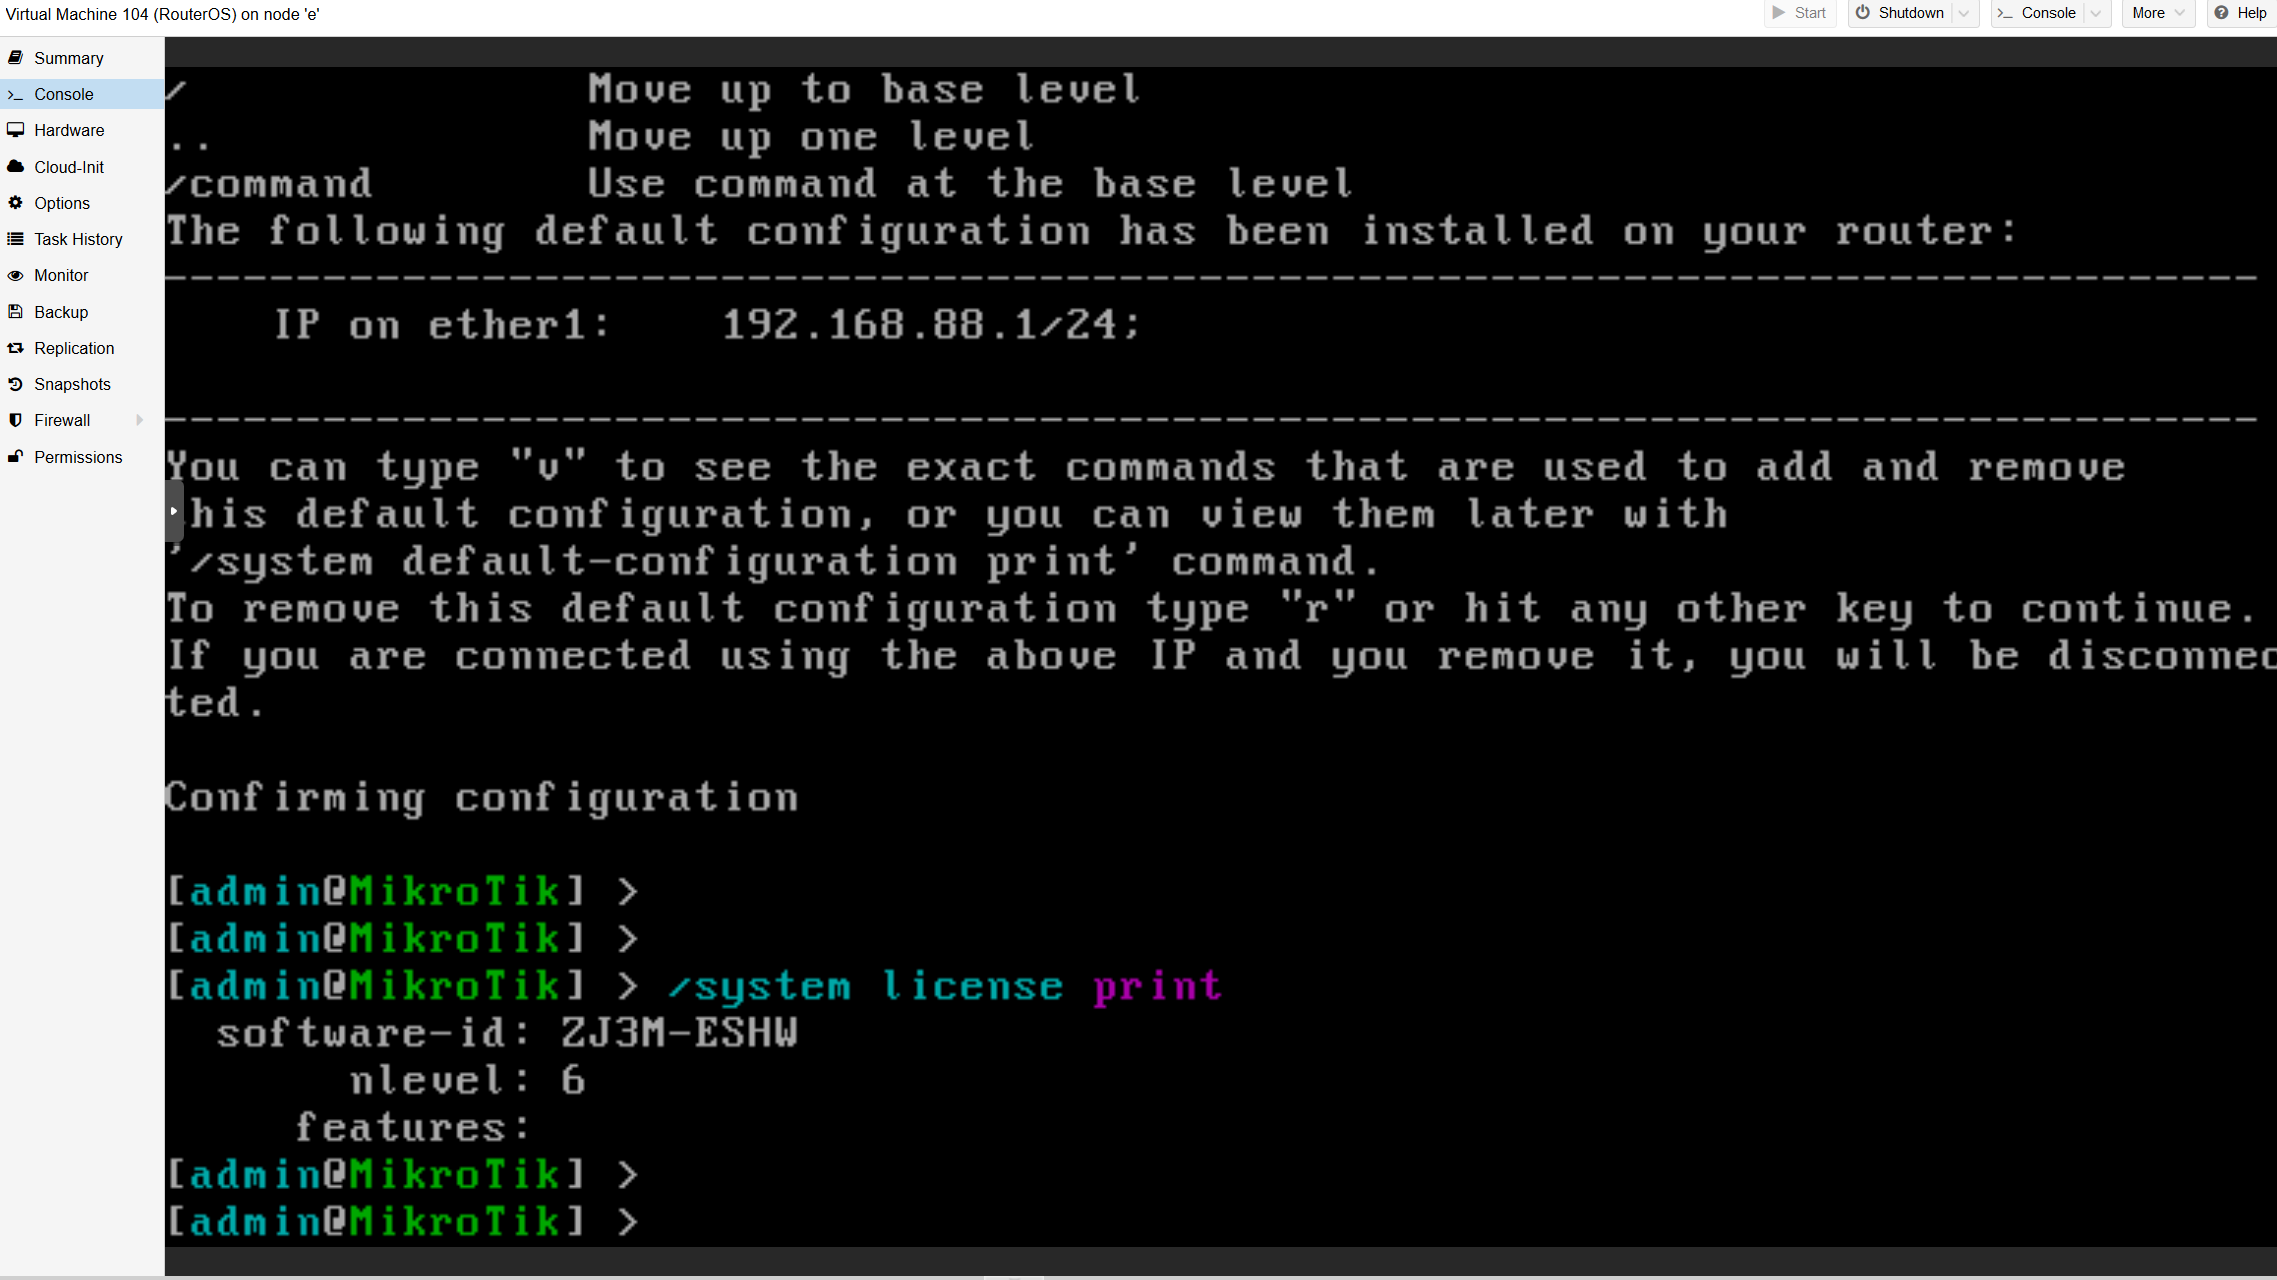 Virtual Machine 104 (RouterOS) on node 'e'
Start
Shutdown
Console
More
Help
Summary
Console
Hardware
Cloud-Init
Options
Task History
Monitor
Backup
Replication
Snapshots
Firewall
Permissions
/ Move up to base level
.. Move up one level
/command Use command at the base level
The following default configuration has been installed on your router:
-------------------------------------------------------------------------------
IP on ether1: 192.168.88.1/24;
-------------------------------------------------------------------------------
You can type "v" to see the exact commands that are used to add and remove
his default configuration, or you can view them later with
'/system default-configuration print' command.
To remove this default configuration type "r" or hit any other key to continue.
If you are connected using the above IP and you remove it, you will be disconnec
ted.
Confirming configuration
[admin@MikroTik] >
[admin@MikroTik] >
[admin@MikroTik] > /system license print
software-id: ZJ3M-ESHW
nlevel: 6
features:
[admin@MikroTik] >
[admin@MikroTik] >